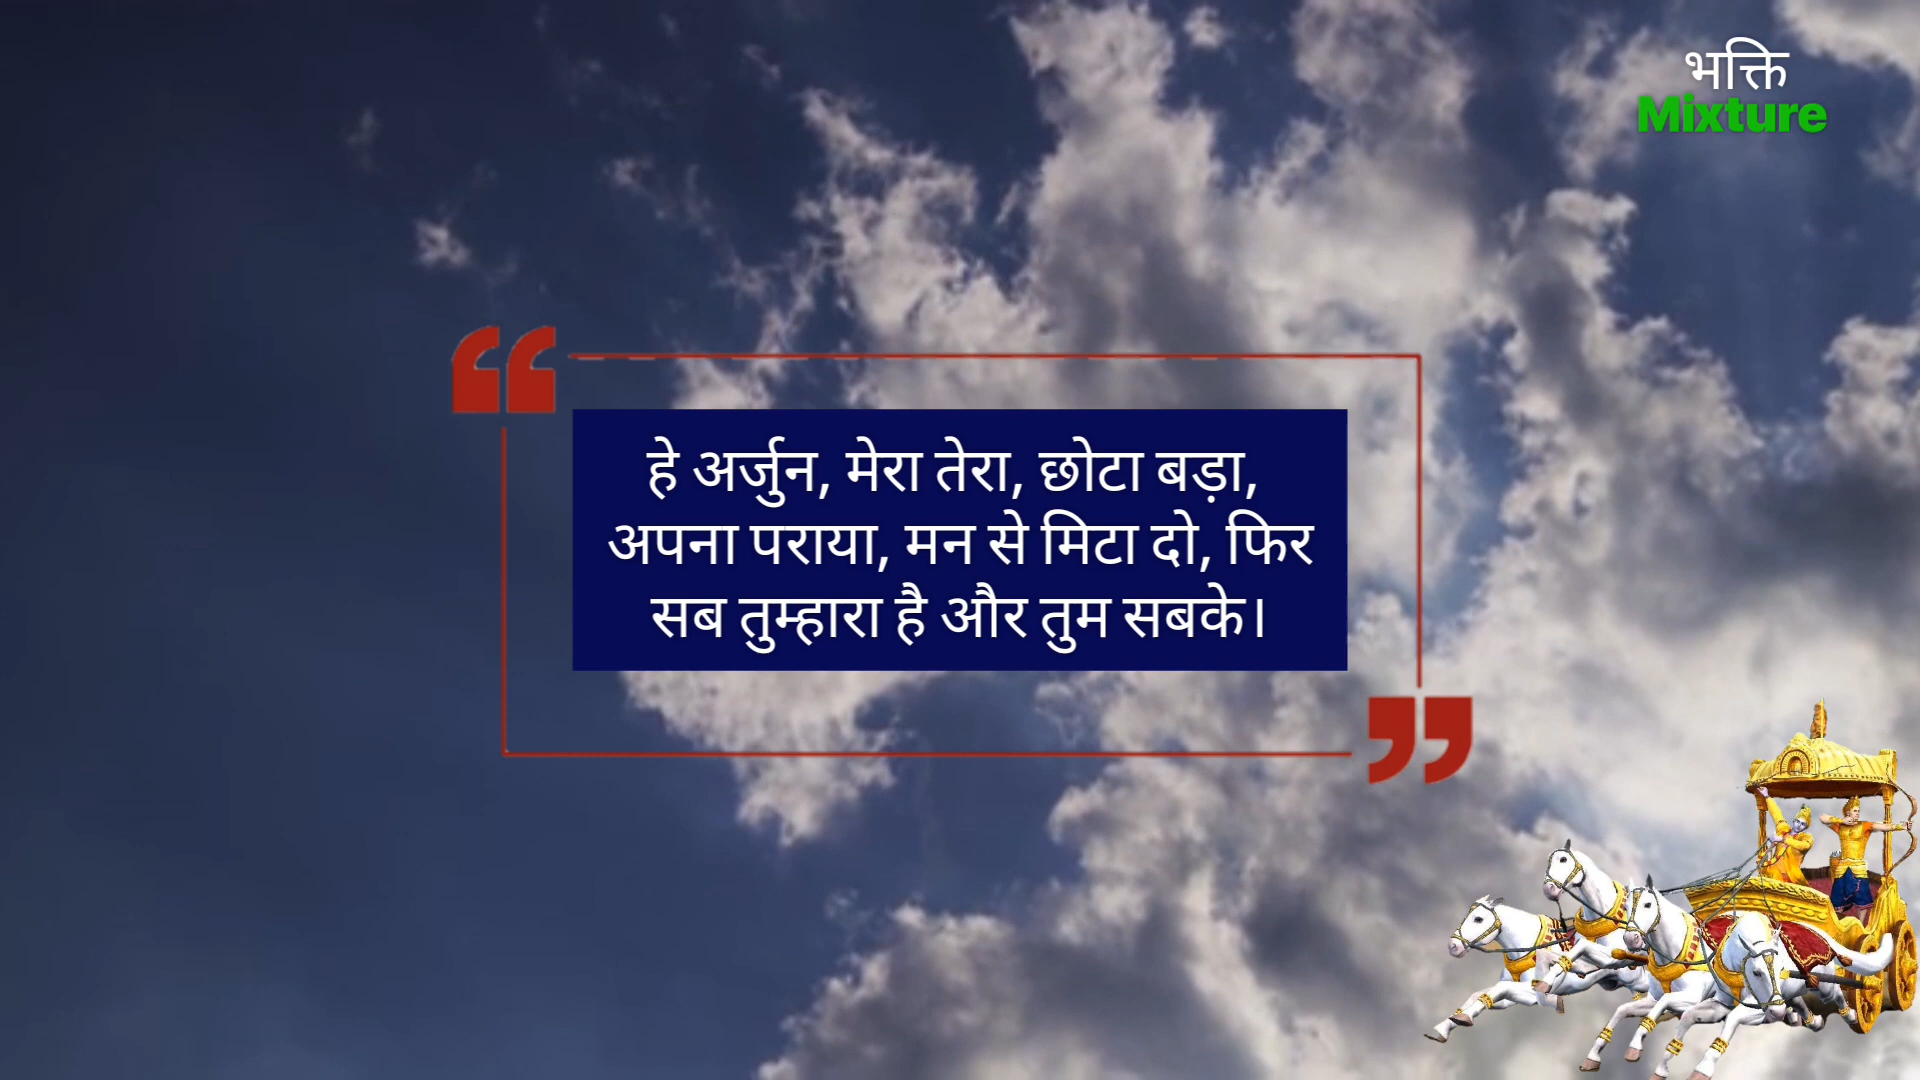 भक्ति
Mixture
हे अर्जुन, मेरा तेरा, छोटा बड़ा,
अपना पराया, मन से मिटा दो, फिर
सब तुम्हारा है और तुम सबके।